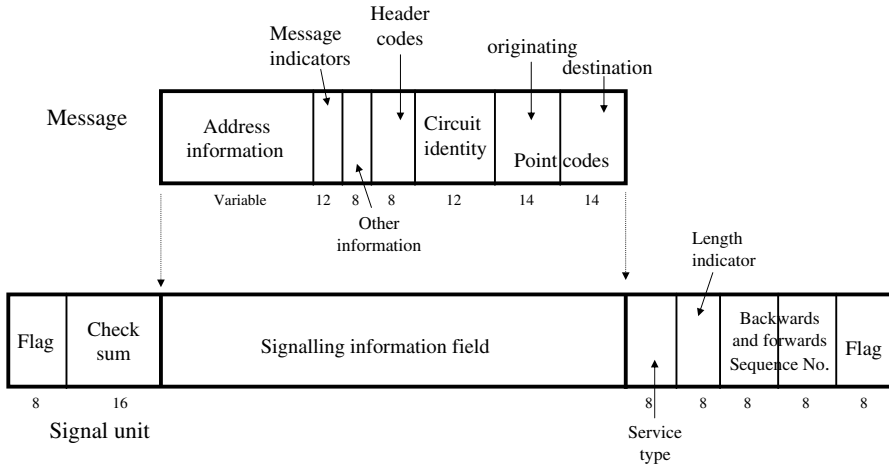 Header
codes
Message
indicators
originating
destination
Message
Address
information
Circuit
identity
Point codes
Variable
12
8
8
12
14
14
Other
information
Length
indicator
Flag
Check
sum
Signalling information field
Backwards
and forwards
Sequence No.
Flag
8
16
8
8
8
8
8
Signal unit
Service
type